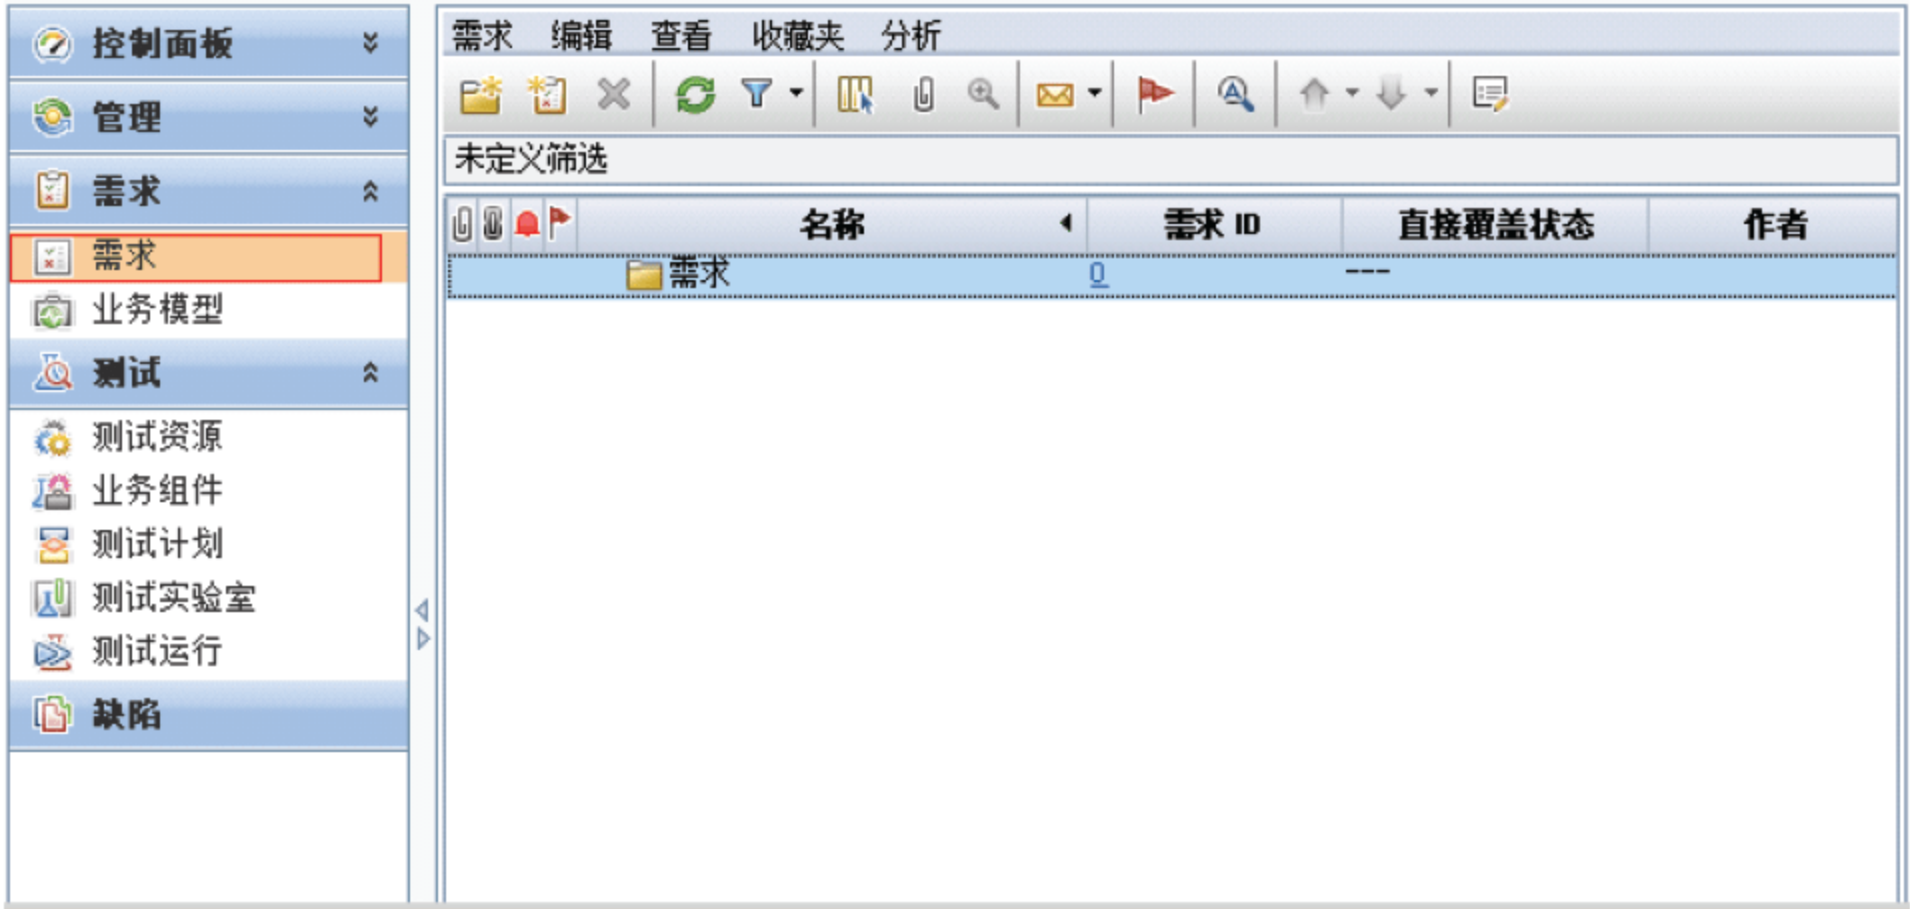 控制面板
管理
需求
需求
业务模型
测试
测试资源
业务组件
测试计划
测试实验室
测试运行
缺陷
需求 编辑 查看 收藏夹 分析
未定义筛选
名称 需求 ID 直接覆盖状态 作者
需求 0 ---